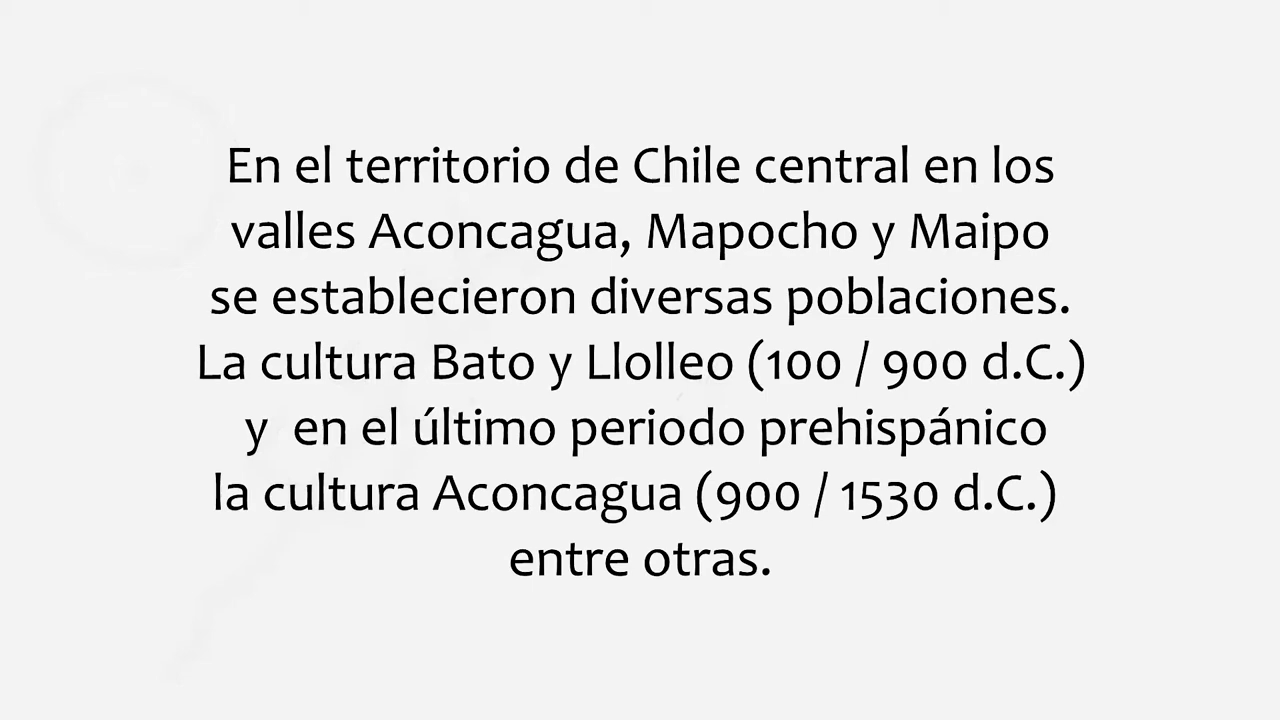 En el territorio de Chile central en los
valles Aconcagua, Mapocho y Maipo
se establecieron diversas poblaciones.
La cultura Bato y Llolleo (100 / 900 d.C.)
y  en el último periodo prehispánico
la cultura Aconcagua (900 / 1530 d.C.)
entre otras.